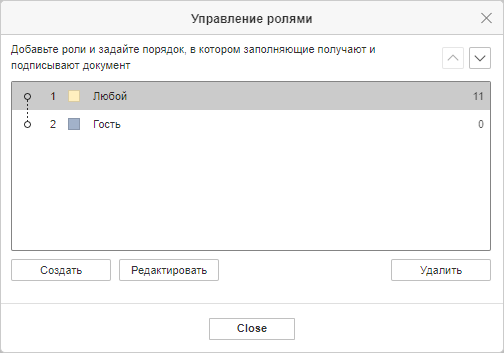 Управление ролями
Добавьте роли и задайте порядок, в котором заполняющие получают и
подписывают документ
1 Любой 11
2 Гость 0
Создать Редактировать Удалить
Close